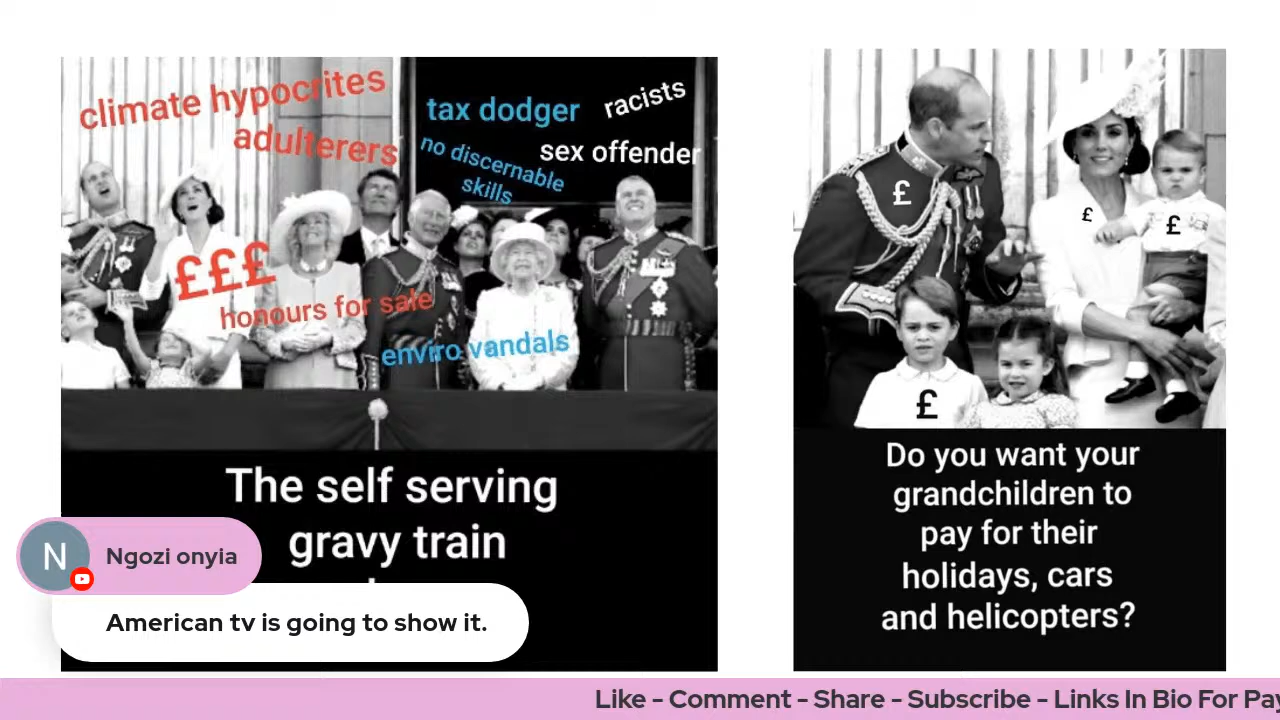 climate hypocrites
adulterers
tax dodger
racists
no discernable
skills
sex offender
£££
honours for sale
enviro vandals
The self serving
gravy train
N
Ngozi onyia
American tv is going to show it.
£
£
£
£
Do you want your
grandchildren to
pay for their
holidays, cars
and helicopters?
Like - Comment - Share - Subscribe - Links In Bio For